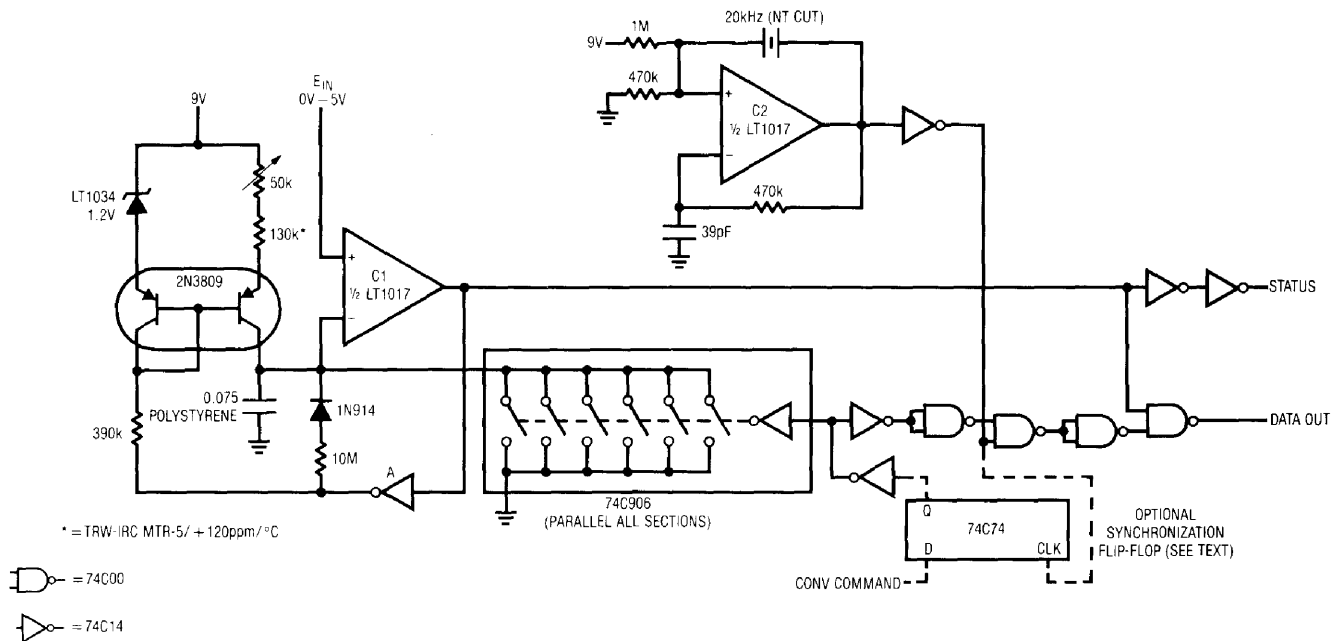 20kHz (NT CUT)
1M
9V
470k
+
C2
½ LT1017
−
470k
39pF
E_IN
0V–5V
9V
50k
LT1034
1.2V
130k*
2N3809
+
C1
½ LT1017
−
STATUS
0.075
POLYSTYRENE
1N914
390k
10M
A
DATA OUT
74C906
(PARALLEL ALL SECTIONS)
Q
74C74
D
CLK
OPTIONAL
SYNCHRONIZATION
FLIP-FLOP (SEE TEXT)
CONV COMMAND
* = TRW-IRC MTR-5/ +120ppm/°C
= 74C00
= 74C14